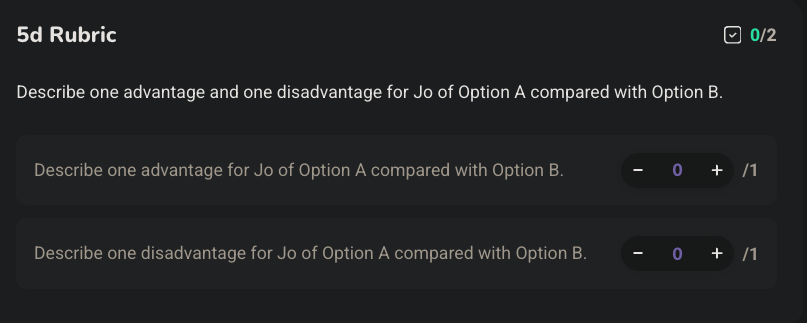 5d Rubric
0/2
Describe one advantage and one disadvantage for Jo of Option A compared with Option B.
Describe one advantage for Jo of Option A compared with Option B.
− 0 + /1
Describe one disadvantage for Jo of Option A compared with Option B.
− 0 + /1